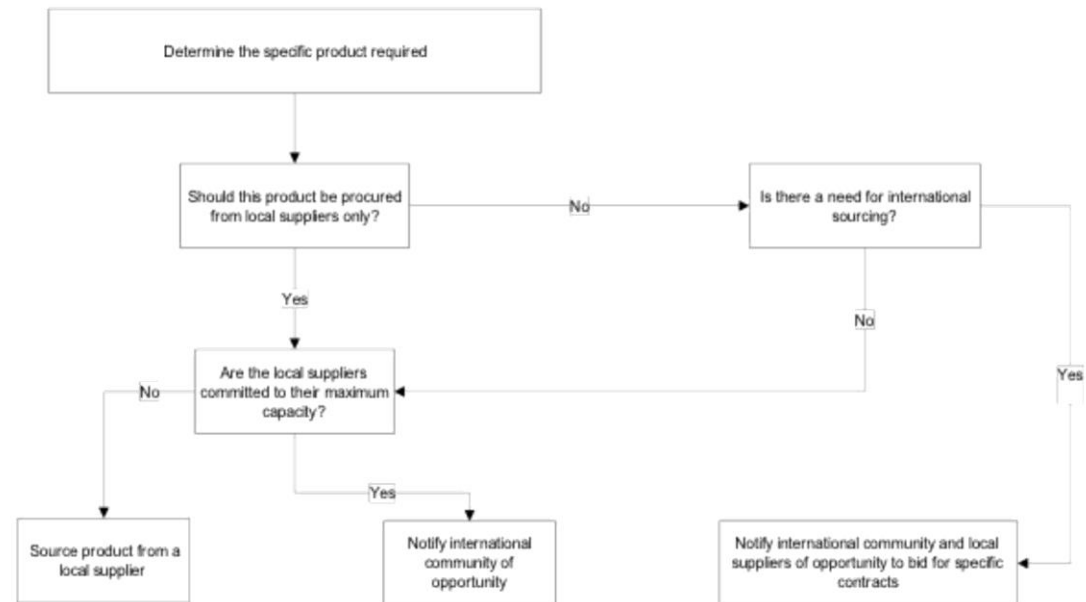 Determine the specific product required
Should this product be procured
from local suppliers only?
No
Is there a need for international
sourcing?
Yes
No
Are the local suppliers
committed to their maximum
capacity?
No
Yes
Yes
Source product from a
local supplier
Notify international
community of
opportunity
Notify international community and local
suppliers of opportunity to bid for specific
contracts